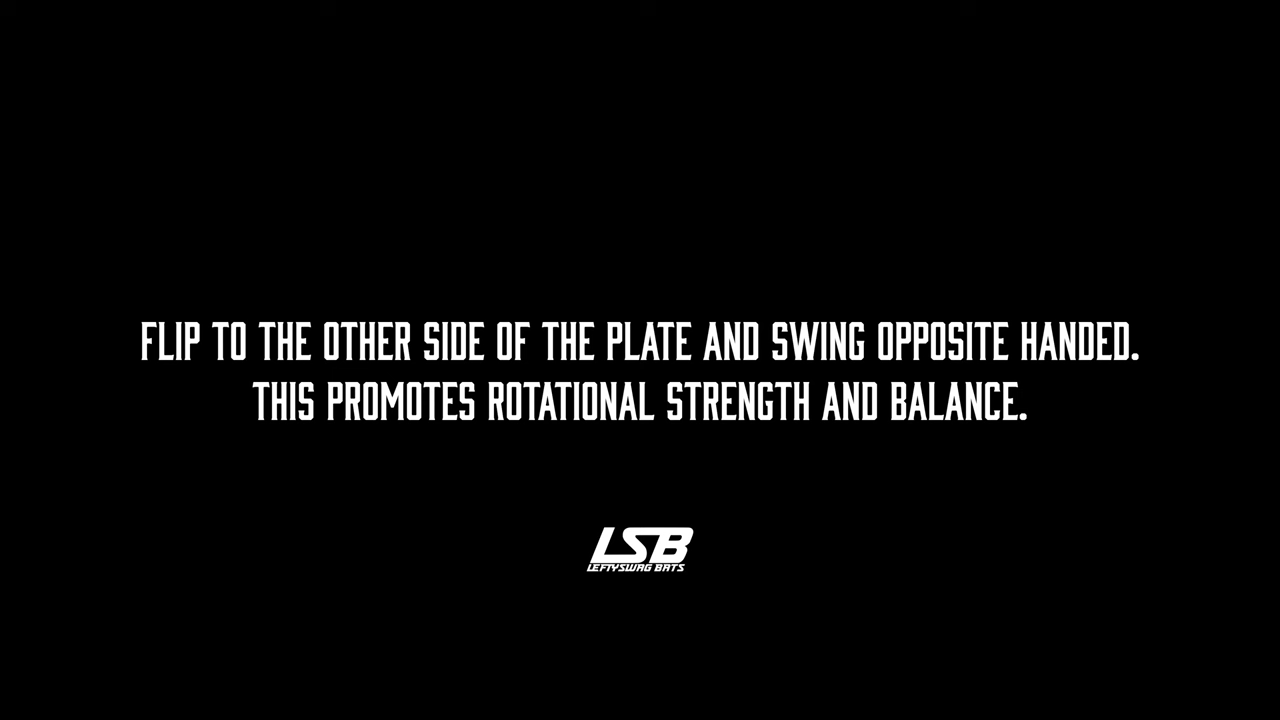 FLIP TO THE OTHER SIDE OF THE PLATE AND SWING OPPOSITE HANDED.
THIS PROMOTES ROTATIONAL STRENGTH AND BALANCE.
LSB
LEFTYSWAG BATS